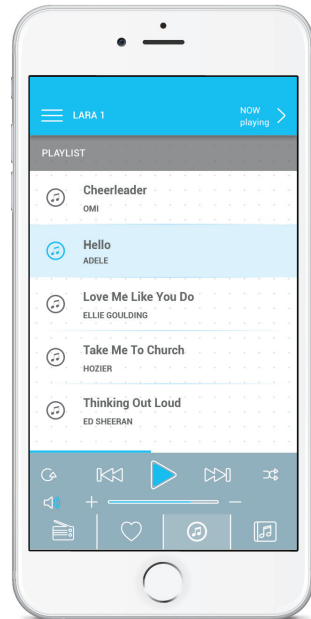 LARA 1
NOW
playing
PLAYLIST
Cheerleader
OMI
Hello
ADELE
Love Me Like You Do
ELLIE GOULDING
Take Me To Church
HOZIER
Thinking Out Loud
ED SHEERAN